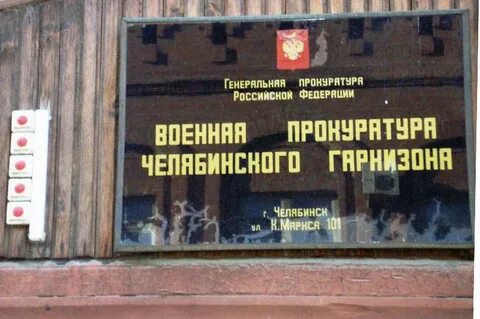 Генеральная прокуратура
Российской Федерации
ВОЕННАЯ ПРОКУРАТУРА
ЧЕЛЯБИНСКОГО ГАРНИЗОНА
г. Челябинск
ул. К.Маркса 101